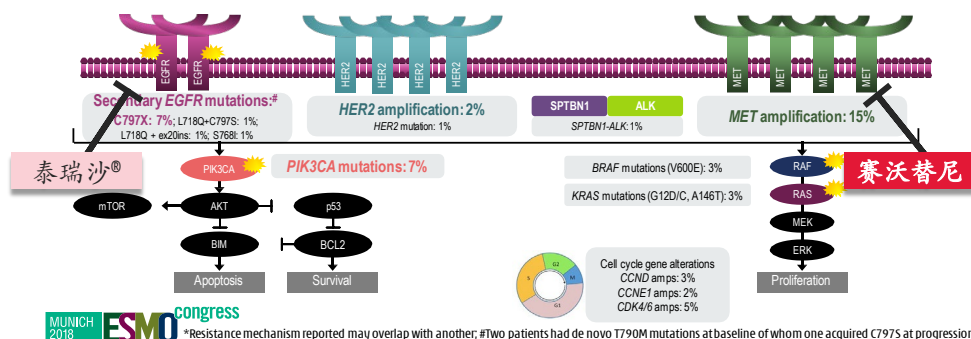 EGFR
EGFR
HER2
HER2
HER2
HER2
MET
MET
MET
MET
Secondary EGFR mutations:#
C797X: 7%; L718Q+C797S: 1%;
L718Q + ex20ins: 1%; S768I: 1%
HER2 amplification: 2%
HER2 mutation: 1%
SPTBN1 ALK
SPTBN1-ALK: 1%
MET amplification: 15%
泰瑞沙®
PIK3CA
PIK3CA mutations: 7%
BRAF mutations (V600E): 3%
RAF
赛沃替尼
KRAS mutations (G12D/C, A146T): 3%
RAS
mTOR
AKT
p53
MEK
BIM
BCL2
ERK
Apoptosis
Survival
S
G2
M
G1
Cell cycle gene alterations
CCND amps: 3%
CCNE1 amps: 2%
CDK4/6 amps: 5%
Proliferation
MUNICH
2018
ESMO congress
*Resistance mechanism reported may overlap with another; #Two patients had de novo T790M mutations at baseline of whom one acquired C797S at progression